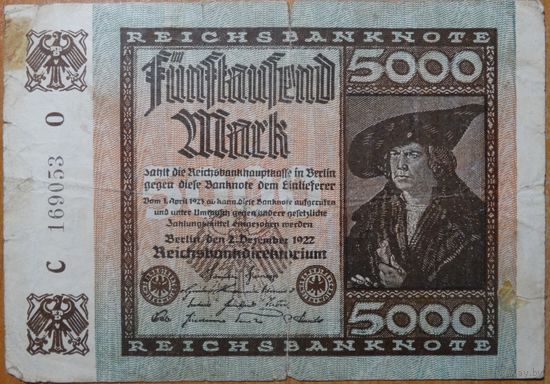 REICHSBANKNOTE
5000
Fünftausend
Mark
zahlt die Reichsbankhauptkasse in Berlin
gegen diese Banknote dem Einlieferer
Vom 1. April 1923 ab kann diese Banknote aufgerufen
und unter Umtausch gegen andere gesetzliche
Zahlungsmittel eingezogen werden
Berlin, den 2. Dezember 1922
Reichsbankdirektorium
5000
REICHSBANKNOTE
C 169053 O